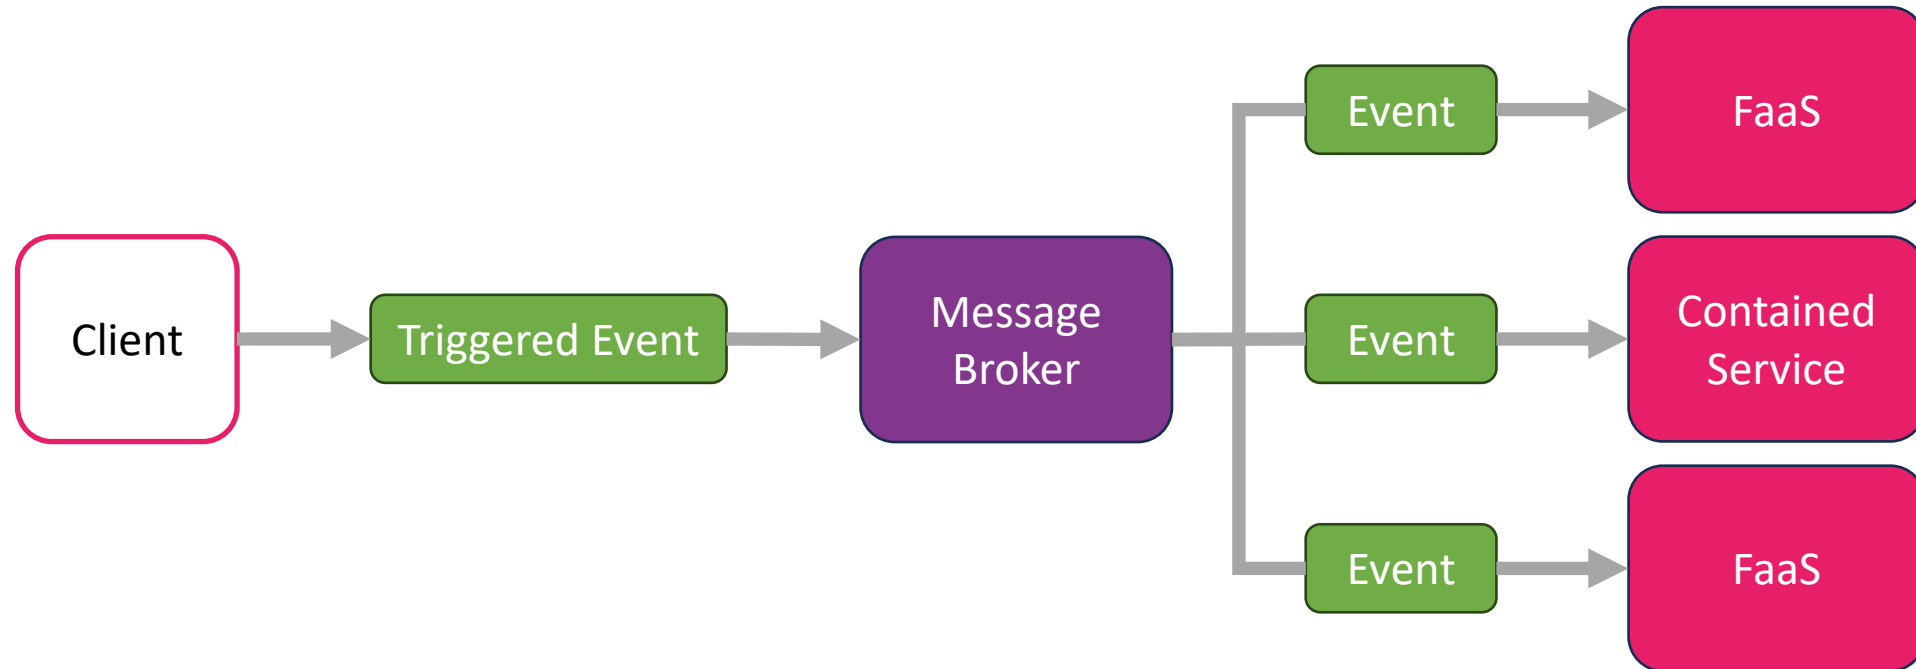 Client
Triggered Event
Message
Broker
Event
FaaS
Event
Contained
Service
Event
FaaS